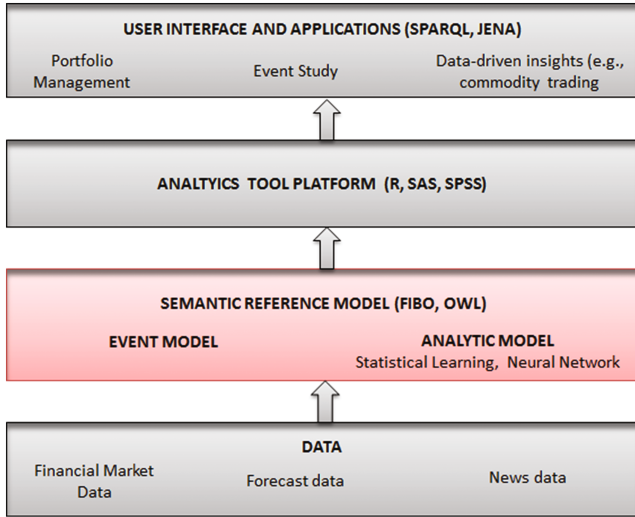 USER INTERFACE AND APPLICATIONS (SPARQL, JENA)
Portfolio
Management
Event Study
Data-driven insights (e.g.,
commodity trading
ANALTYICS TOOL PLATFORM (R, SAS, SPSS)
SEMANTIC REFERENCE MODEL (FIBO, OWL)
EVENT MODEL
ANALYTIC MODEL
Statistical Learning, Neural Network
DATA
Financial Market
Data
Forecast data
News data